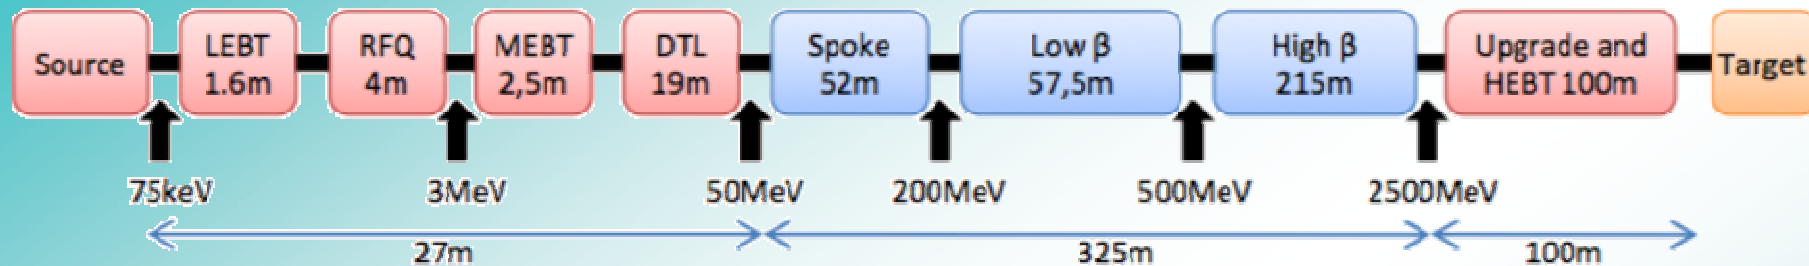 Source
LEBT
1.6m
RFQ
4m
MEBT
2,5m
DTL
19m
Spoke
52m
Low β
57,5m
High β
215m
Upgrade and
HEBT 100m
Target
75keV
3MeV
50MeV
200MeV
500MeV
2500MeV
27m
325m
100m